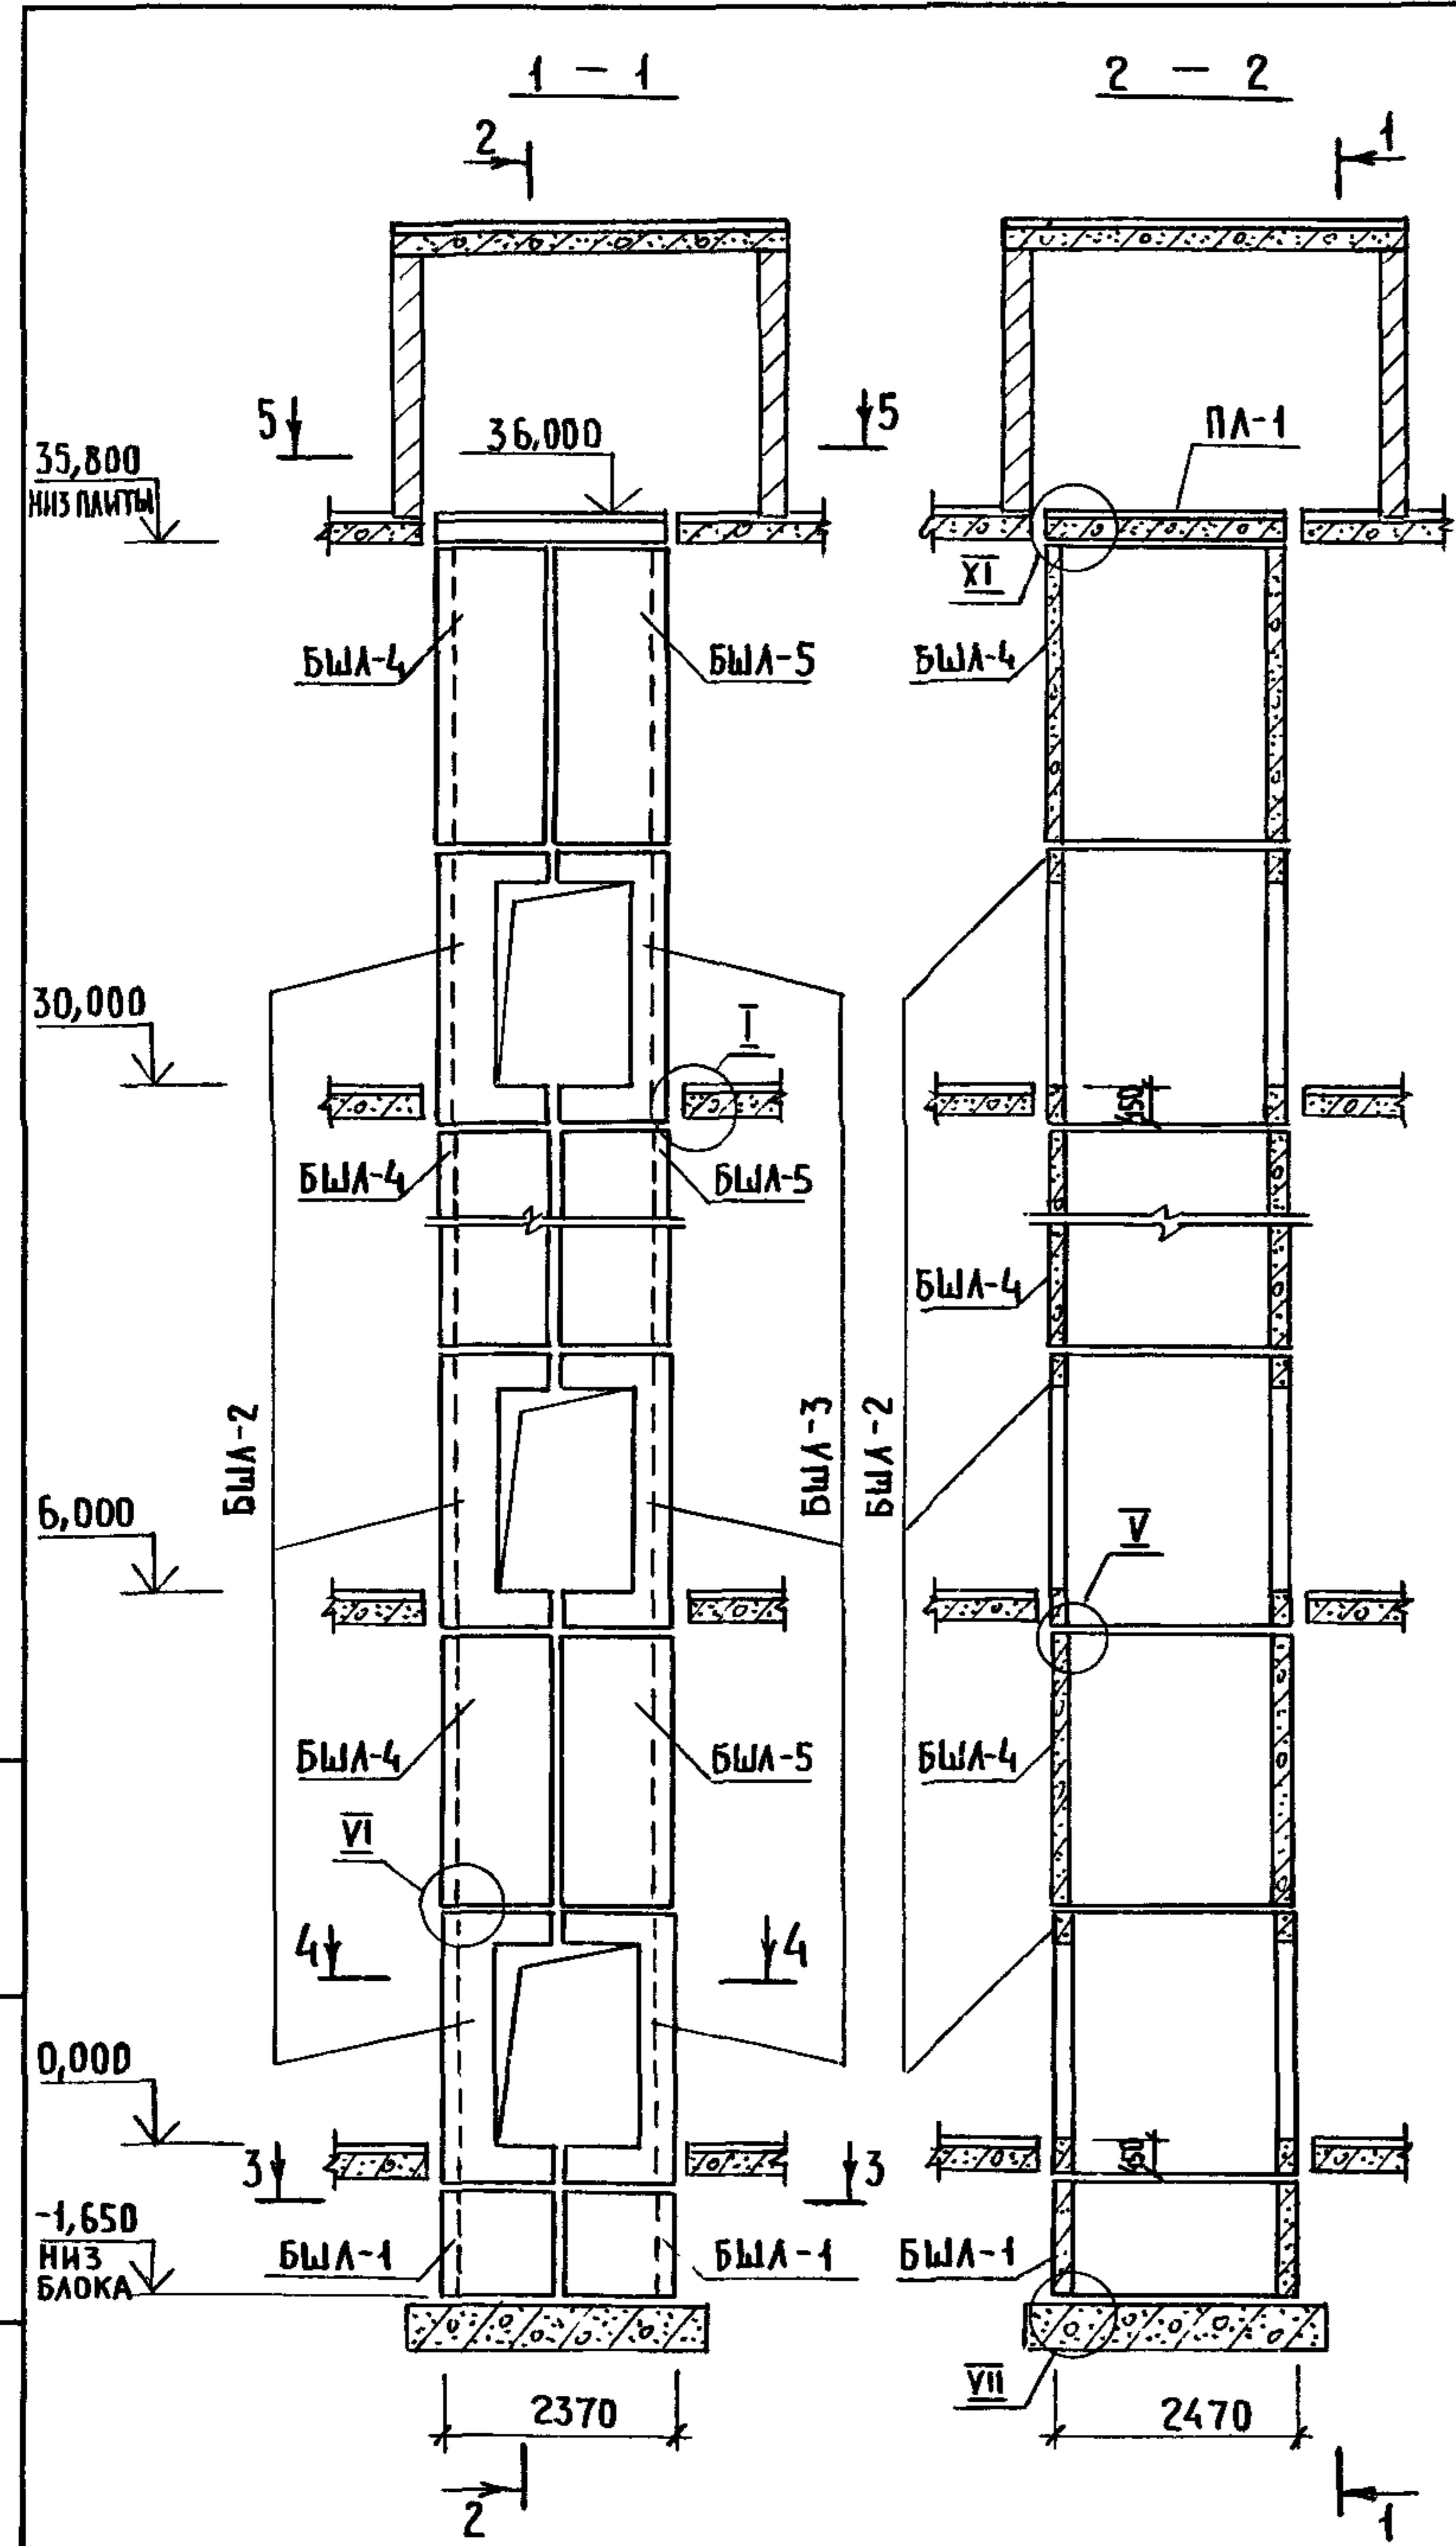 1 - 1
2 - 2
2
1
5
5
36,000
ПЛ-1
35,800
НИЗ ПЛИТЫ
XI
БШЛ-4
БШЛ-5
БШЛ-4
30,000
I
450
БШЛ-4
БШЛ-5
БШЛ-4
БШЛ-2
БШЛ-3
БШЛ-2
6,000
V
БШЛ-4
БШЛ-5
БШЛ-4
VI
4
4
0,000
450
3
3
-1,650
НИЗ
БЛОКА
БШЛ-1
БШЛ-1
БШЛ-1
VII
2370
2470
2
1